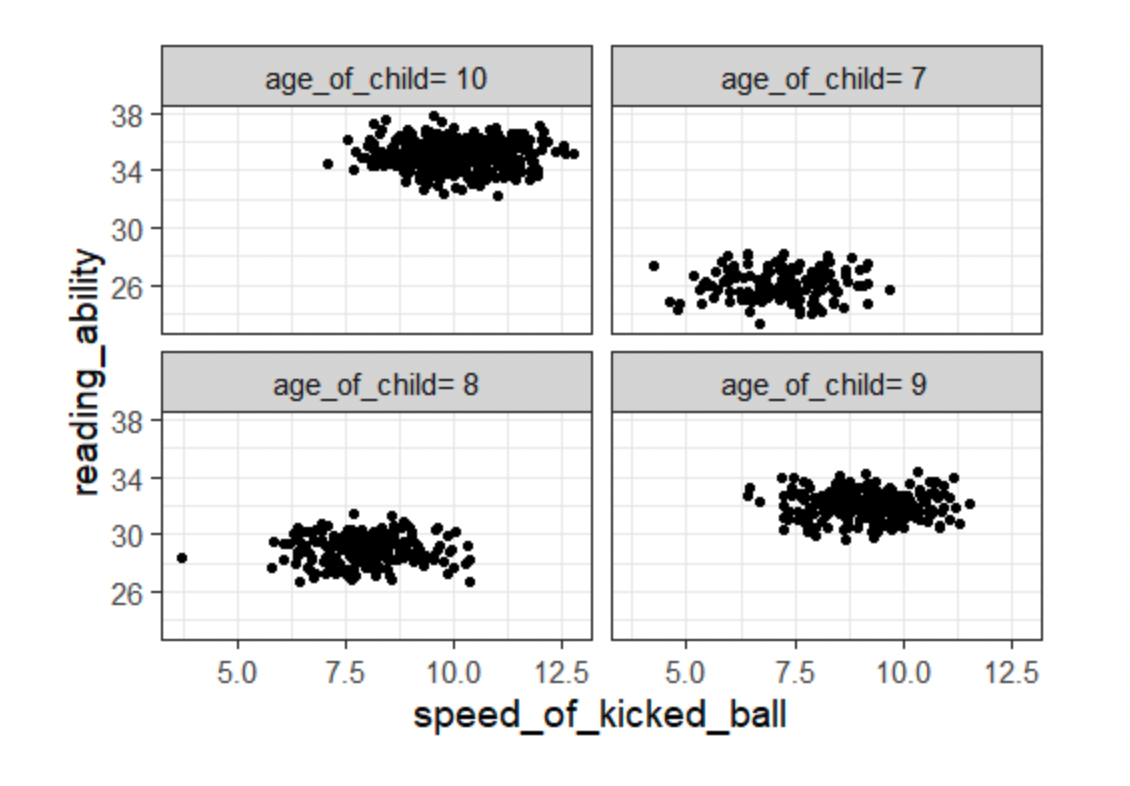 age_of_child= 10
age_of_child= 7
38
34
30
26
age_of_child= 8
age_of_child= 9
38
34
30
26
reading_ability
5.0 7.5 10.0 12.5 5.0 7.5 10.0 12.5
speed_of_kicked_ball